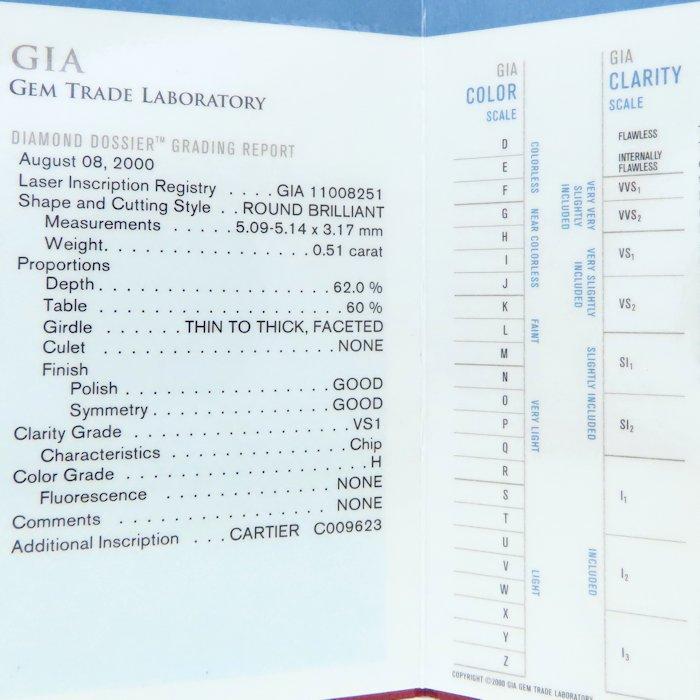 GIA
GEM TRADE LABORATORY
DIAMOND DOSSIER™ GRADING REPORT
August 08, 2000
Laser Inscription Registry . . . . GIA 11008251
Shape and Cutting Style . . ROUND BRILLIANT
Measurements . . . . . 5.09-5.14 x 3.17 mm
Weight. . . . . . . . . . . . . . . . . 0.51 carat
Proportions
Depth. . . . . . . . . . . . . . . . . . . . 62.0 %
Table . . . . . . . . . . . . . . . . . . . . . 60 %
Girdle . . . . . . THIN TO THICK, FACETED
Culet . . . . . . . . . . . . . . . . . . . . NONE
Finish
Polish . . . . . . . . . . . . . . . . . . GOOD
Symmetry . . . . . . . . . . . . . . . GOOD
Clarity Grade . . . . . . . . . . . . . . . . . VS1
Characteristics . . . . . . . . . . . . . . Chip
Color Grade . . . . . . . . . . . . . . . . . . . H
Fluorescence . . . . . . . . . . . . . NONE
Comments . . . . . . . . . . . . . . . . NONE
Additional Inscription . . . CARTIER C009623
GIA
COLOR
SCALE
D
E
F
G
H
I
J
K
L
M
N
O
P
Q
R
S
T
U
V
W
X
Y
Z
COLORLESS
NEAR COLORLESS
FAINT
VERY LIGHT
LIGHT
GIA
CLARITY
SCALE
FLAWLESS
INTERNALLY
FLAWLESS
VVS₁
VVS₂
VS₁
VS₂
SI₁
SI₂
I₁
I₂
I₃
VERY VERY
SLIGHTLY
INCLUDED
VERY SLIGHTLY
INCLUDED
SLIGHTLY INCLUDED
INCLUDED
COPYRIGHT ©2000 GIA GEM TRADE LABORATORY